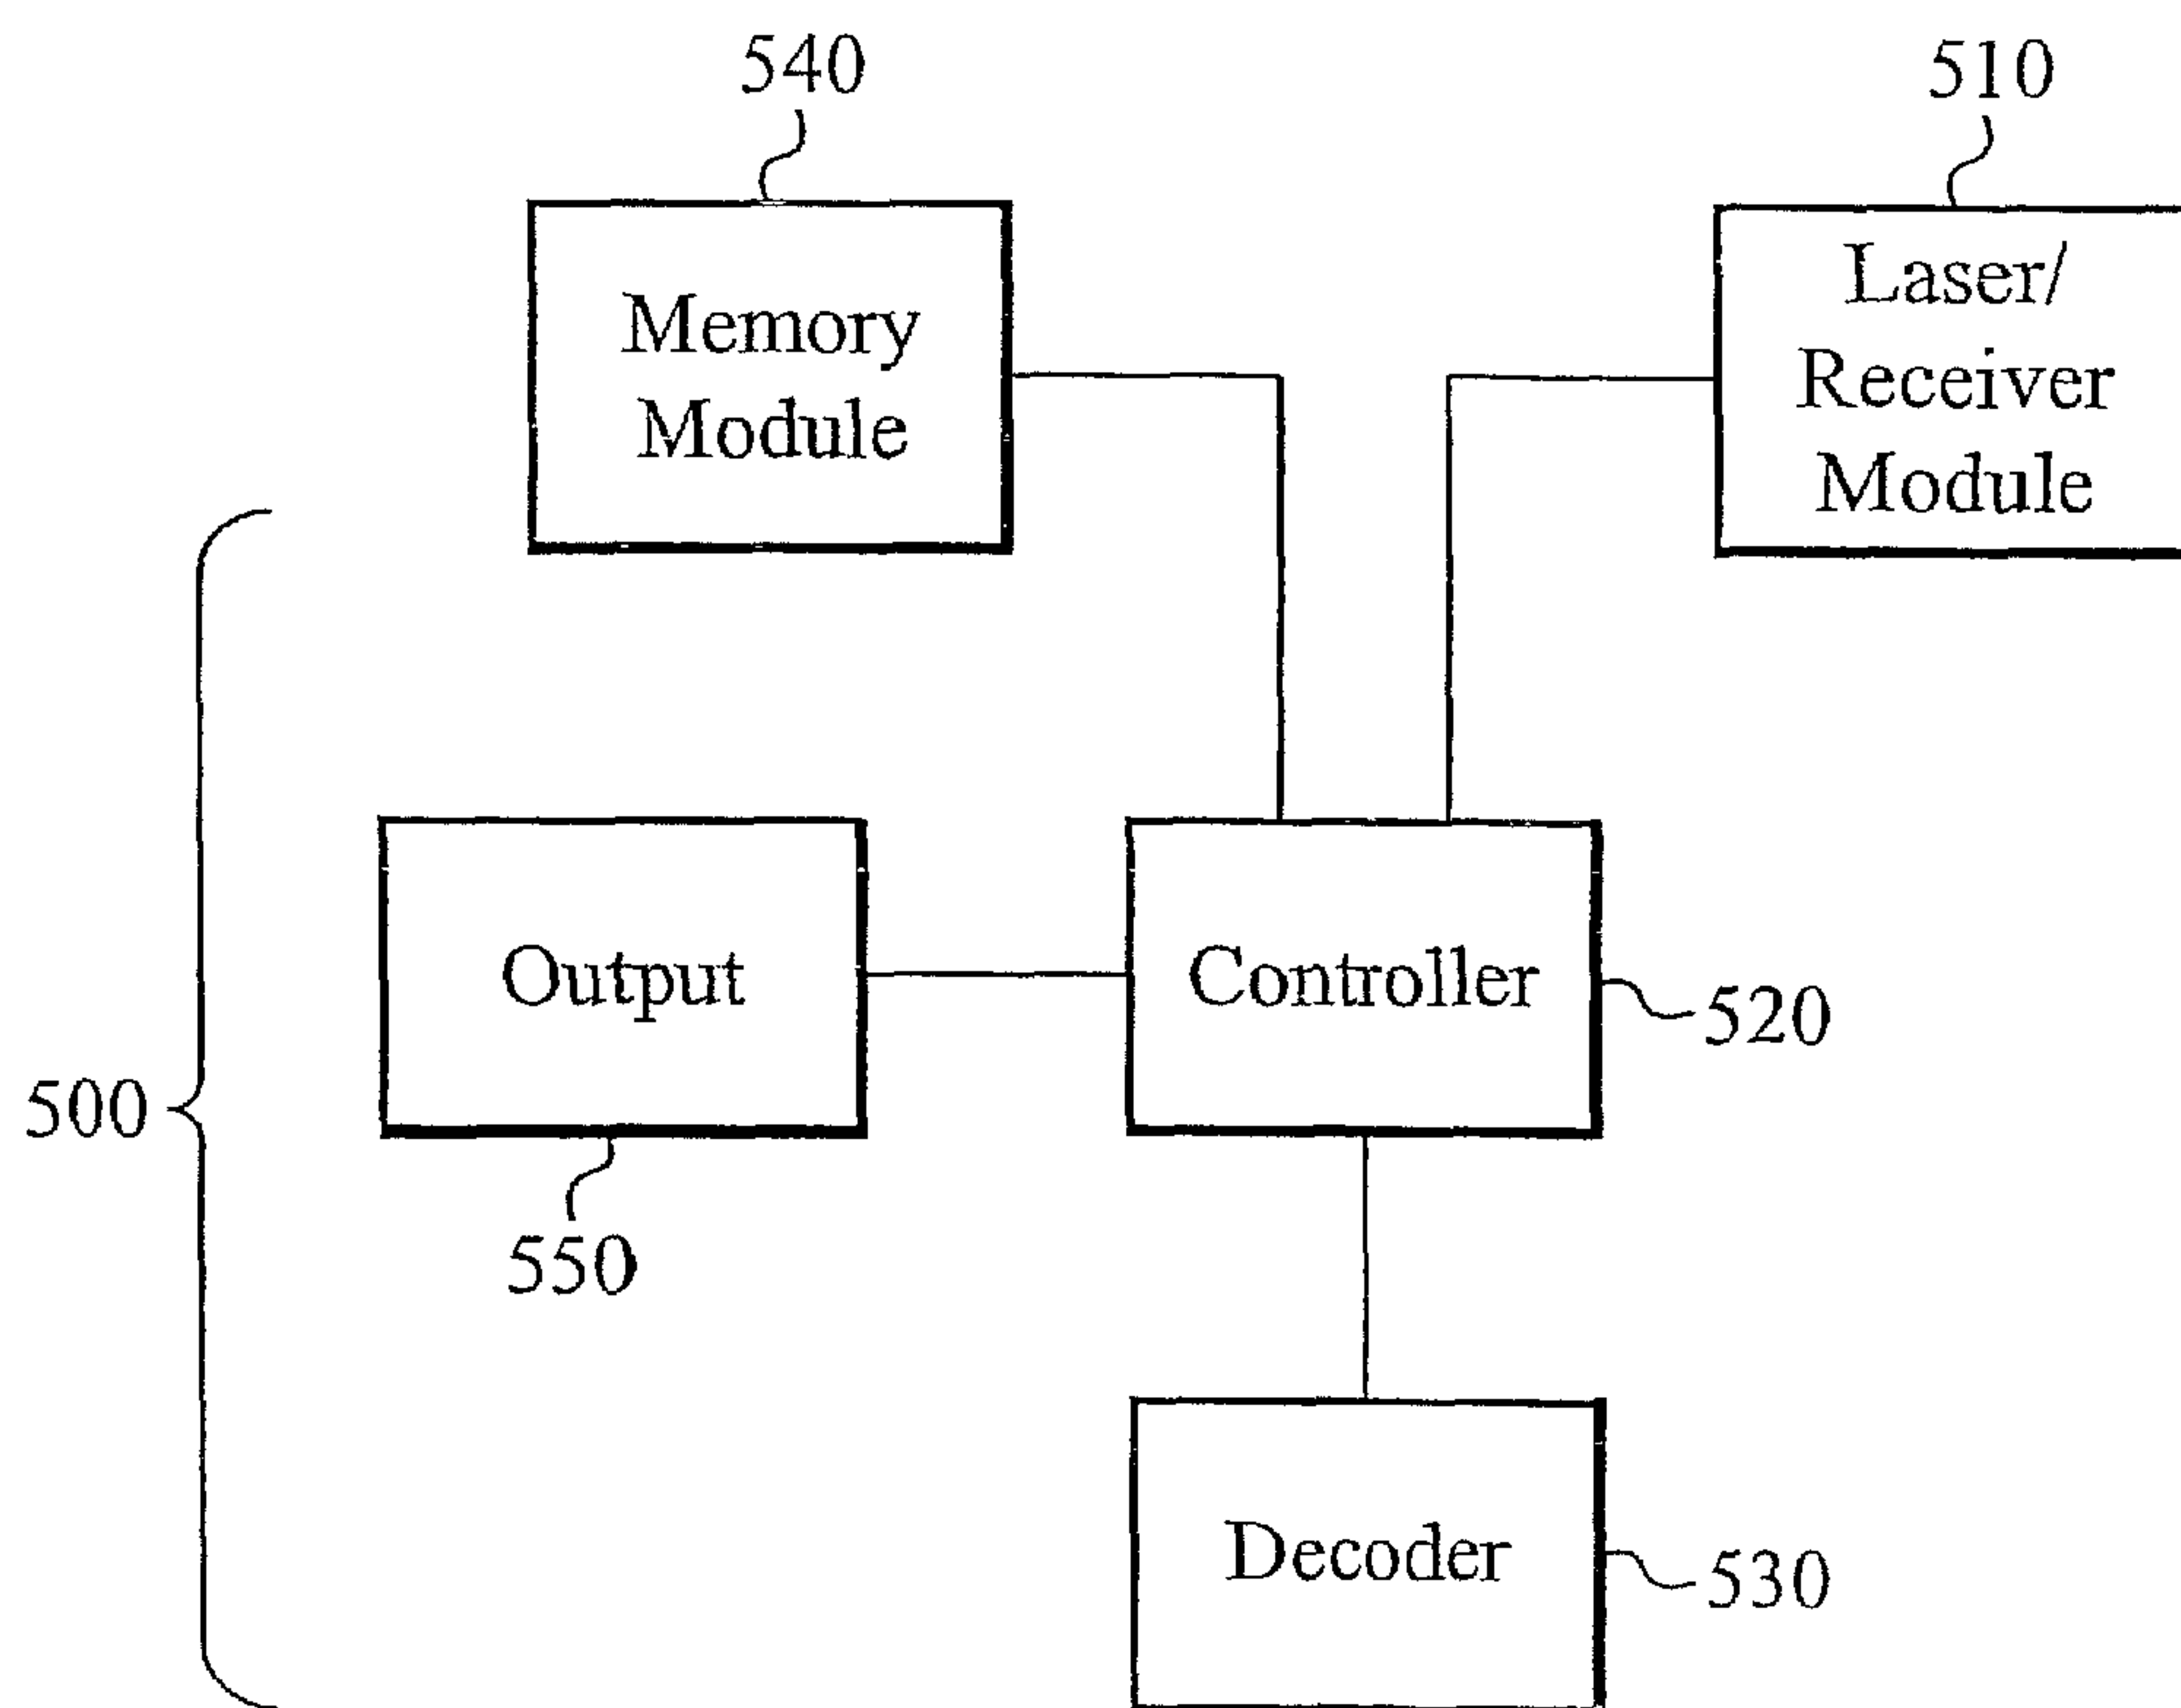 540
510
Memory
Module
Laser/
Receiver
Module
Output
Controller
520
500
550
Decoder
530